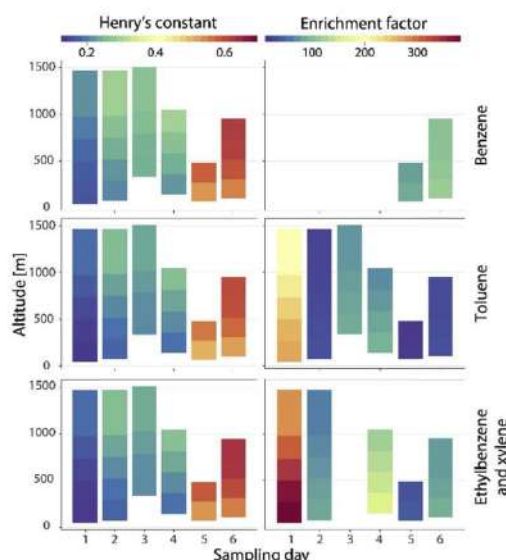 Henry's constant Enrichment factor
0.2 0.4 0.6 100 200 300
1500
1000
500
0
Benzene
1500
1000
500
0
Toluene
1500
1000
500
0
Ethylbenzene
and xylene
Altitude [m]
1 2 3 4 5 6 1 2 3 4 5 6
Sampling day